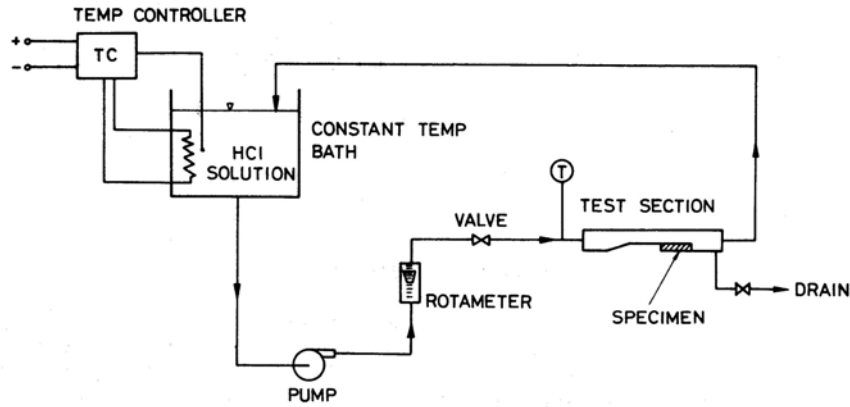 TEMP CONTROLLER
+
TC
-
HCl
SOLUTION
CONSTANT TEMP
BATH
T
VALVE
TEST SECTION
ROTAMETER
DRAIN
SPECIMEN
PUMP